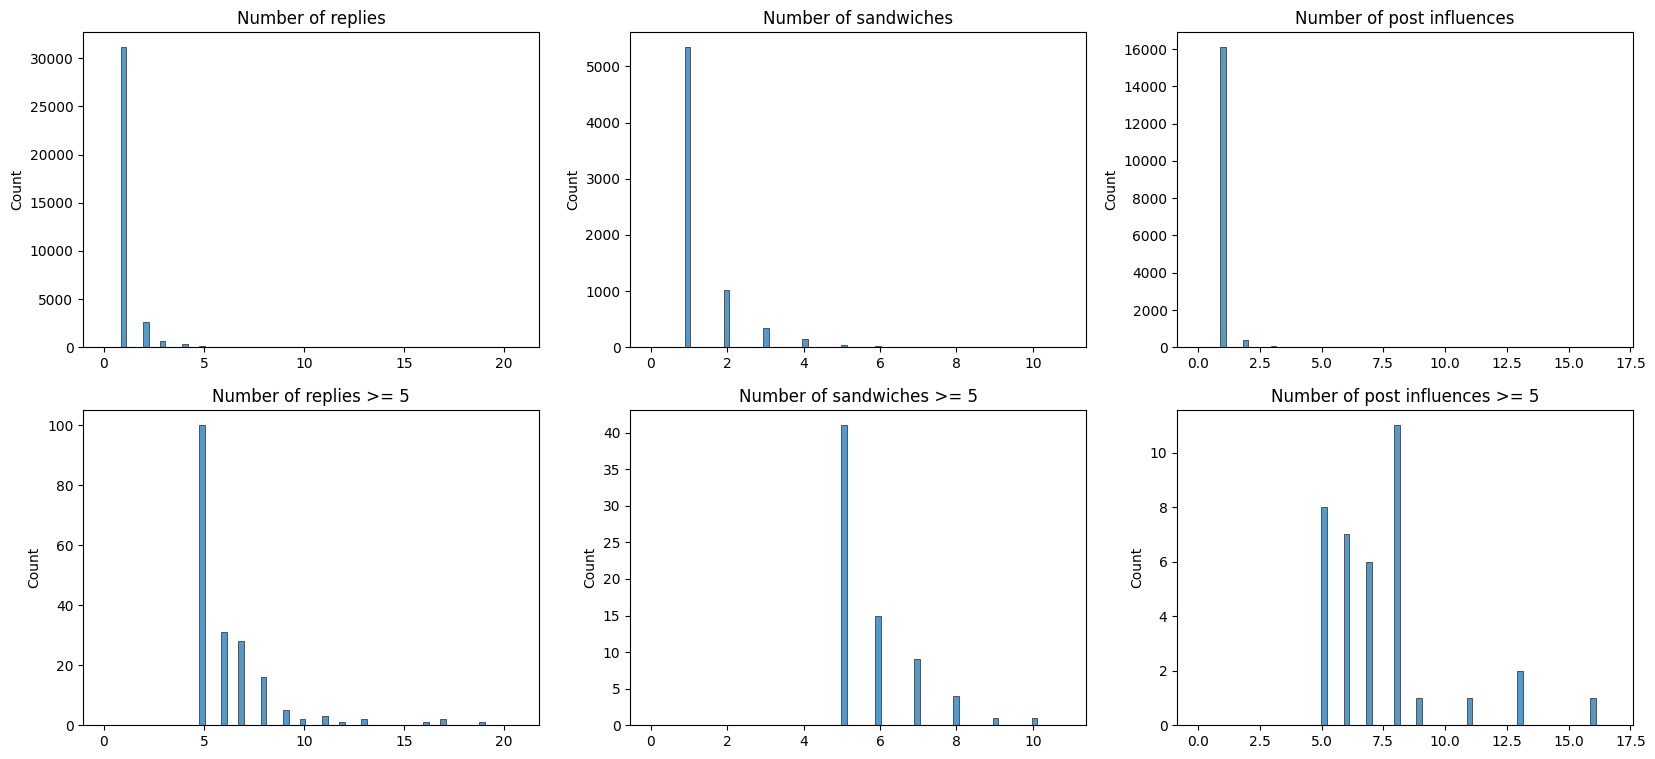 Number of replies
Count
30000
25000
20000
15000
10000
5000
0
0 5 10 15 20
Number of sandwiches
Count
5000
4000
3000
2000
1000
0
0 2 4 6 8 10
Number of post influences
Count
16000
14000
12000
10000
8000
6000
4000
2000
0
0.0 2.5 5.0 7.5 10.0 12.5 15.0 17.5
Number of replies >= 5
Count
100
80
60
40
20
0
0 5 10 15 20
Number of sandwiches >= 5
Count
40
35
30
25
20
15
10
5
0
0 2 4 6 8 10
Number of post influences >= 5
Count
10
8
6
4
2
0
0.0 2.5 5.0 7.5 10.0 12.5 15.0 17.5